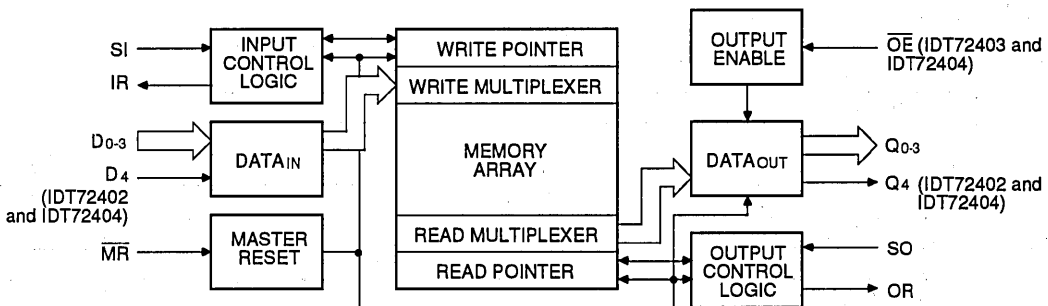 SI
IR
INPUT
CONTROL
LOGIC
D0-3
D4
(IDT72402
and IDT72404)
DATAIN
MR
MASTER
RESET
WRITE POINTER
WRITE MULTIPLEXER
MEMORY
ARRAY
READ MULTIPLEXER
READ POINTER
OUTPUT
ENABLE
OE (IDT72403 and
IDT72404)
DATAOUT
Q0-3
Q4 (IDT72402 and
IDT72404)
OUTPUT
CONTROL
LOGIC
SO
OR